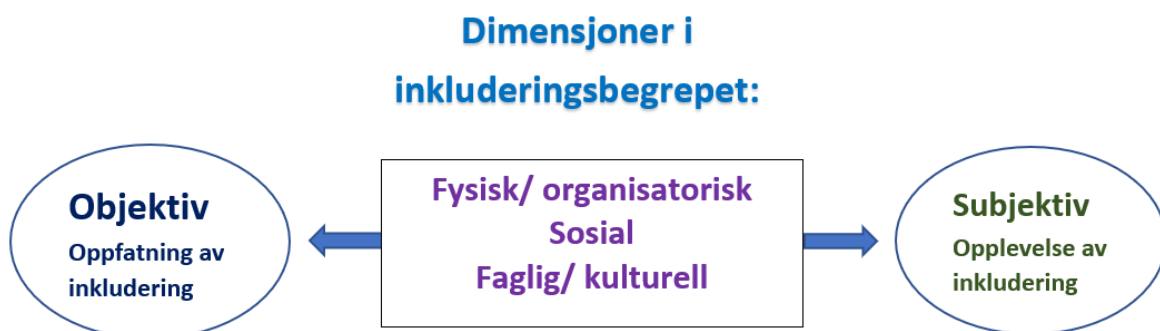 Dimensjoner i
inkluderingsbegrepet:
Objektiv
Oppfatning av
inkludering
Fysisk/ organisatorisk
Sosial
Faglig/ kulturell
Subjektiv
Opplevelse av
inkludering